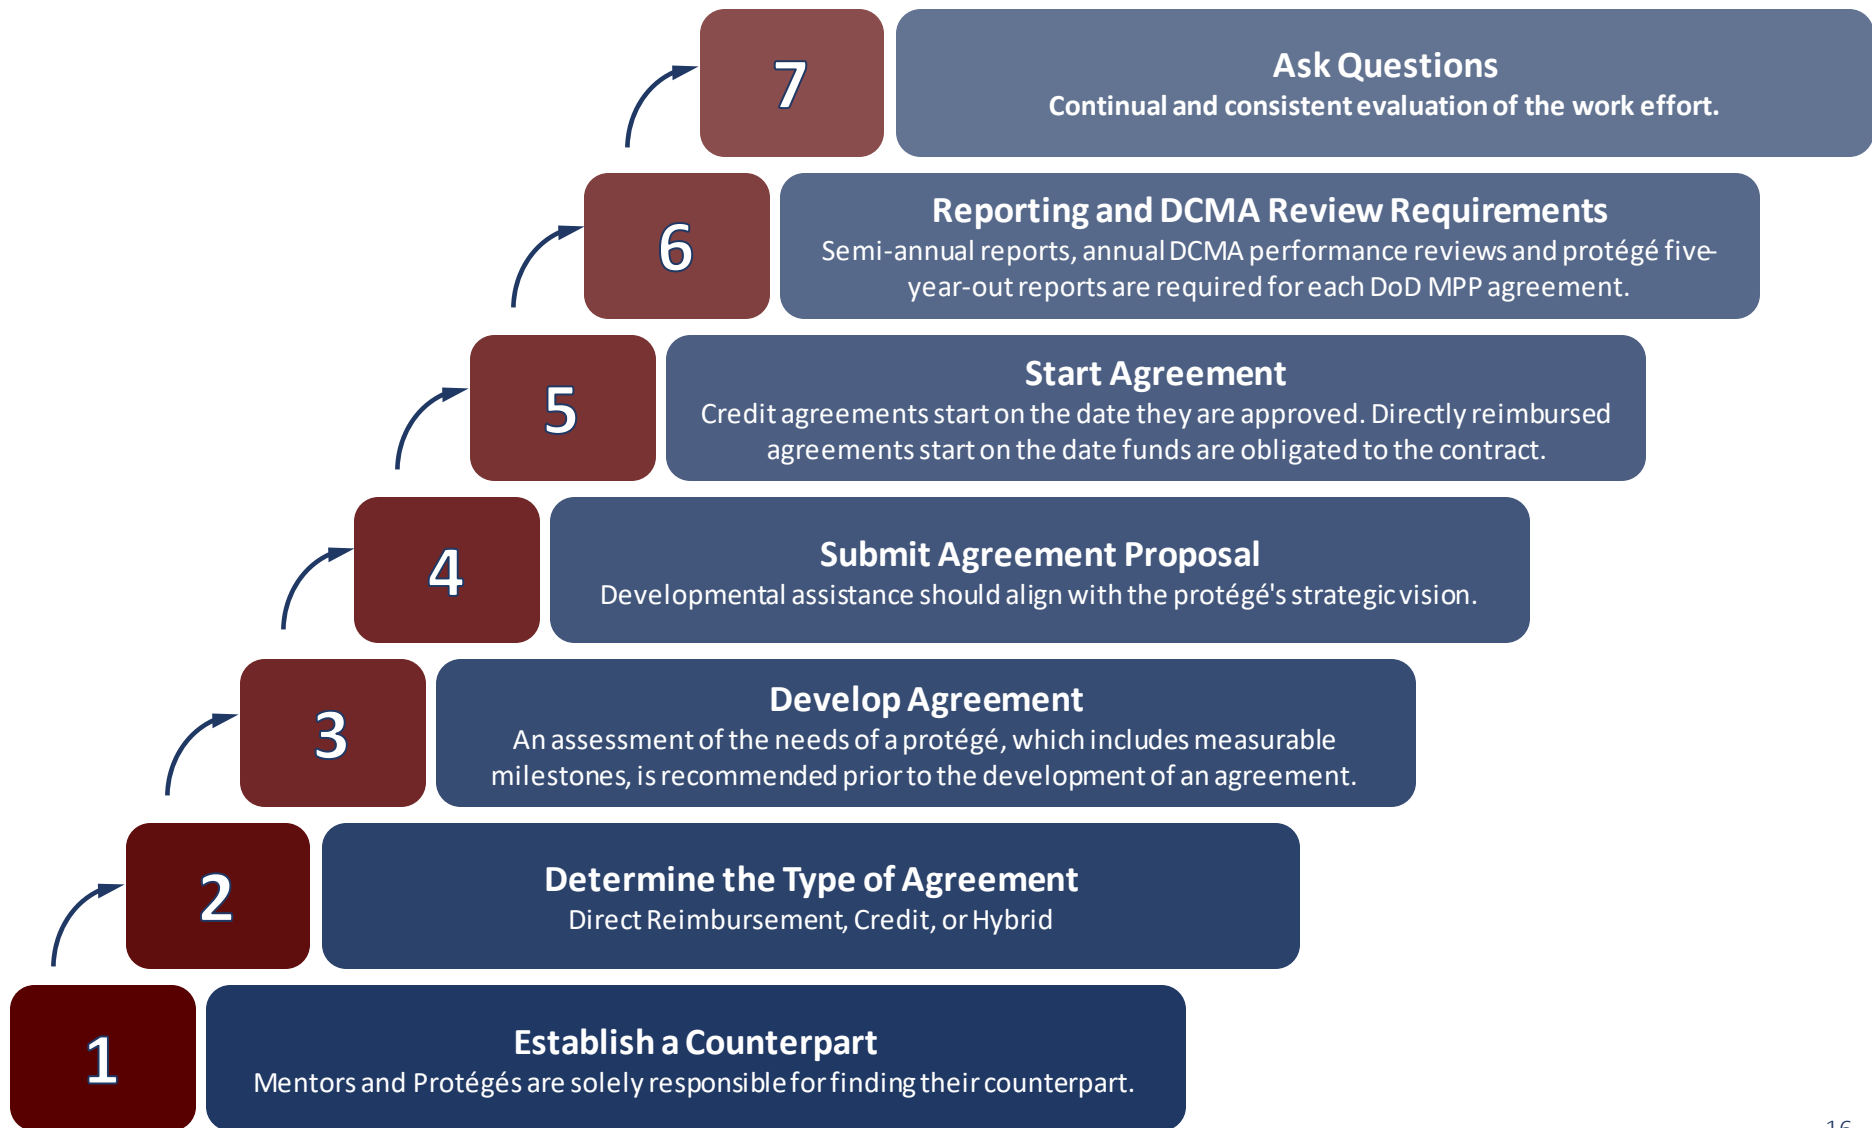 7
Ask Questions
Continual and consistent evaluation of the work effort.
6
Reporting and DCMA Review Requirements
Semi-annual reports, annual DCMA performance reviews and protégé five-
year-out reports are required for each DoD MPP agreement.
5
Start Agreement
Credit agreements start on the date they are approved. Directly reimbursed
agreements start on the date funds are obligated to the contract.
4
Submit Agreement Proposal
Developmental assistance should align with the protégé's strategic vision.
3
Develop Agreement
An assessment of the needs of a protégé, which includes measurable
milestones, is recommended prior to the development of an agreement.
2
Determine the Type of Agreement
Direct Reimbursement, Credit, or Hybrid
1
Establish a Counterpart
Mentors and Protégés are solely responsible for finding their counterpart.
16